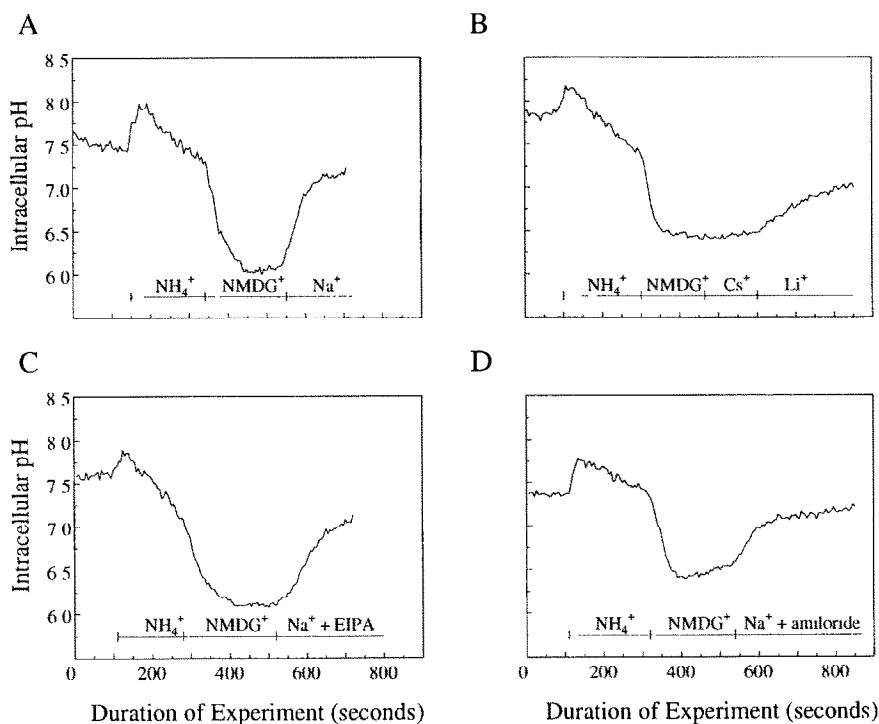 A
B
Intracellular pH
8 5
8 0
7 5
7 0
6 5
6 0
NH4+
NMDG+
Na+
NH4+
NMDG+
Cs+
Li+
C
D
Intracellular pH
8 5
8 0
7 5
7 0
6 5
6 0
NH4+
NMDG+
Na+ + EIPA
NH4+
NMDG+
Na+ + amiloride
0
200
400
600
800
0
200
400
600
800
Duration of Experiment (seconds)
Duration of Experiment (seconds)